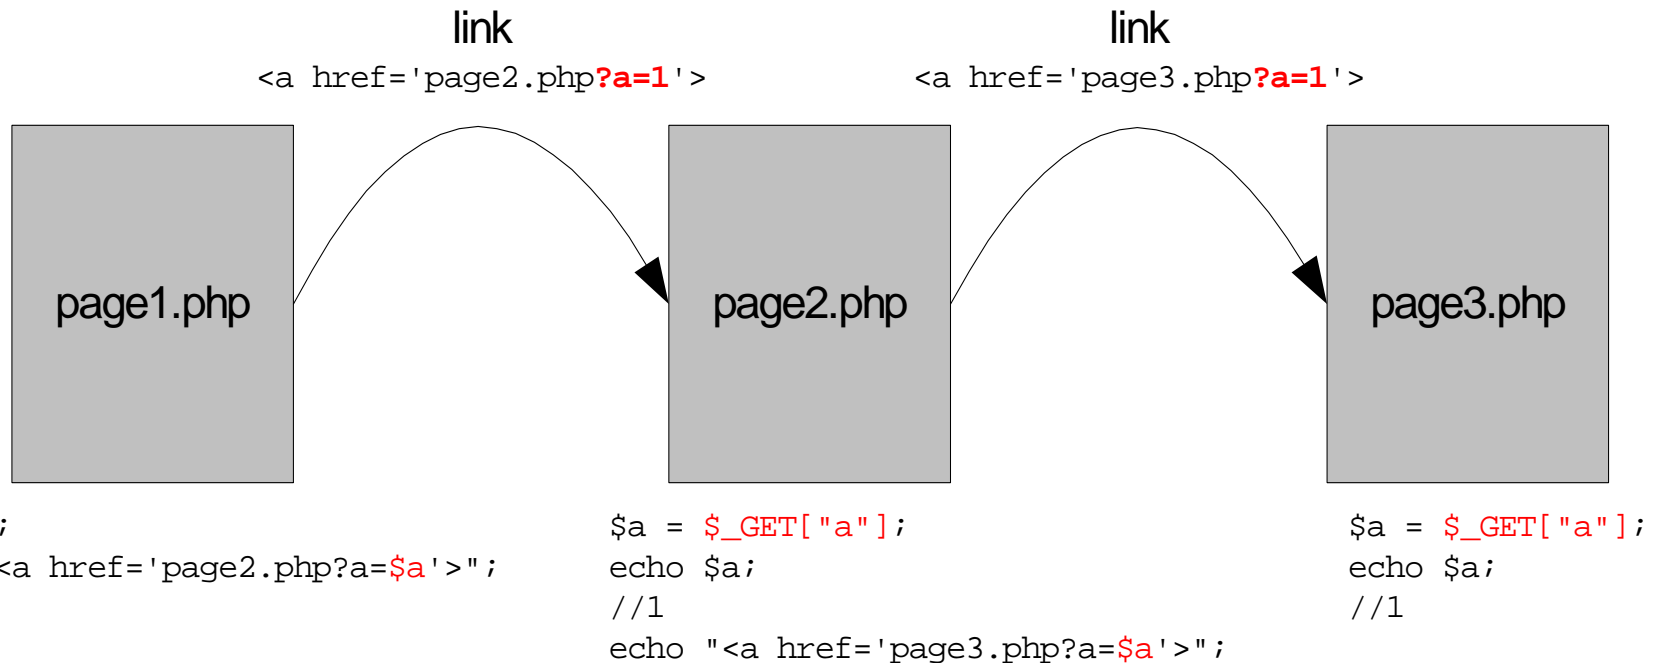 link
<a href='page2.php?a=1'>
link
<a href='page3.php?a=1'>
page1.php
page2.php
page3.php
;
<a href='page2.php?a=$a'>";
$a = $_GET["a"];
echo $a;
//1
echo "<a href='page3.php?a=$a'>";
$a = $_GET["a"];
echo $a;
//1